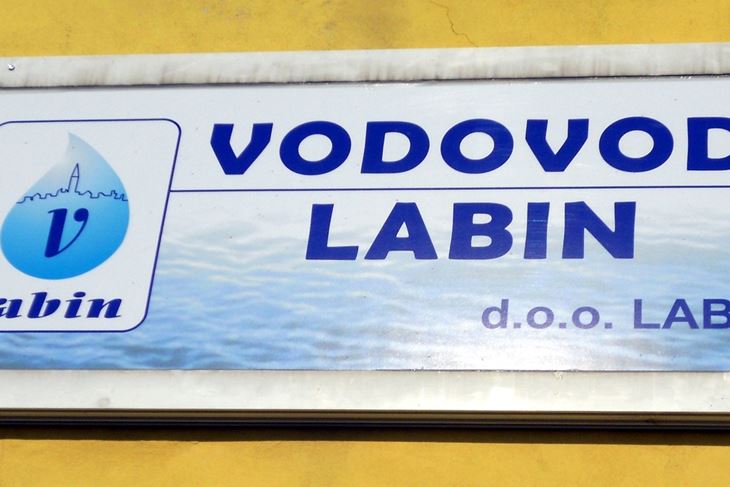 VODOVOD
LABIN
d.o.o. LAB
v
abin